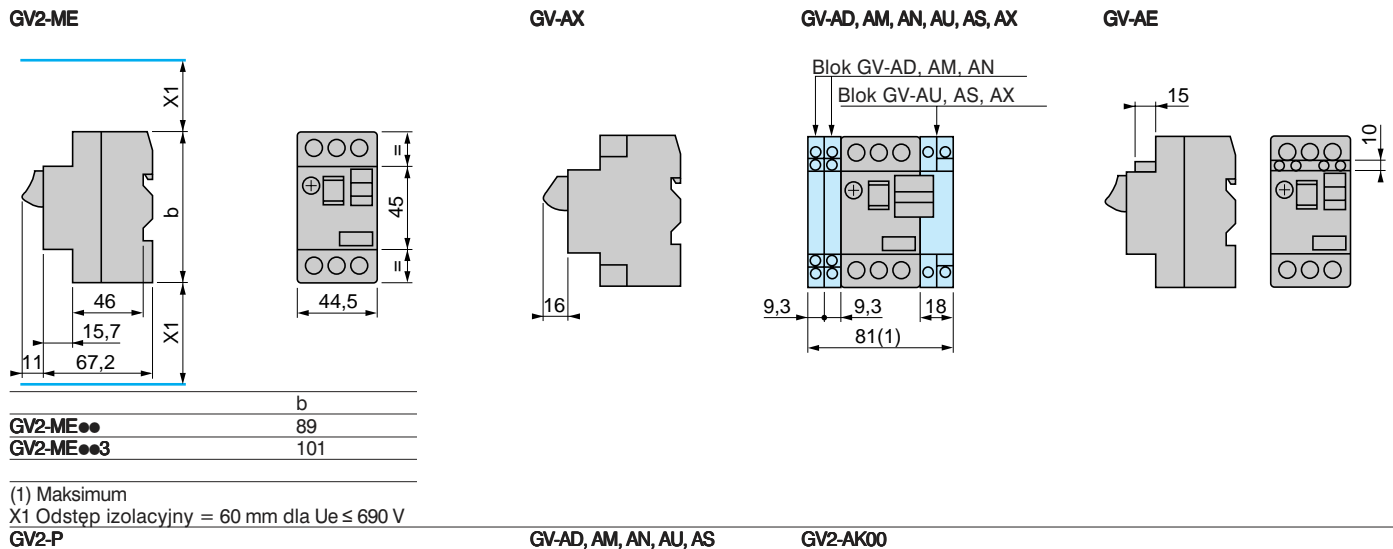 GV2-ME
GV-AX
GV-AD, AM, AN, AU, AS, AX
GV-AE
Blok GV-AD, AM, AN
Blok GV-AU, AS, AX
X1
b
X1
46
15,7
11
67,2
=
45
=
44,5
16
9,3
9,3
18
81(1)
15
10
b
GV2-ME●● 89
GV2-ME●●3 101
(1) Maksimum
X1 Odstęp izolacyjny = 60 mm dla Ue ≤ 690 V
GV2-P
GV-AD, AM, AN, AU, AS
GV2-AK00